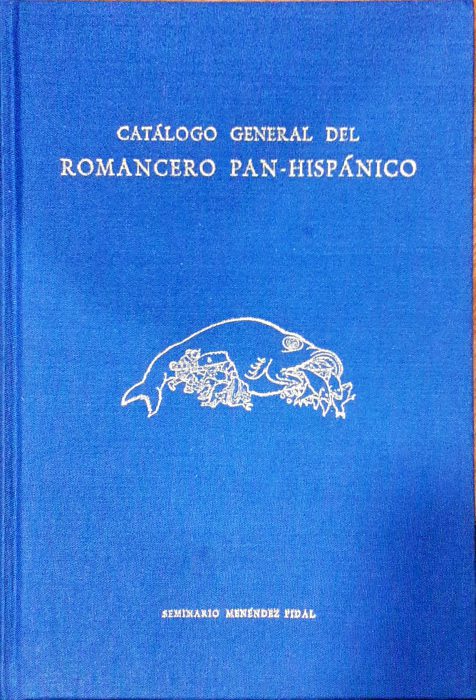 CATÁLOGO GENERAL DEL
ROMANCERO PAN-HISPÁNICO
SEMINARIO MENÉNDEZ PIDAL